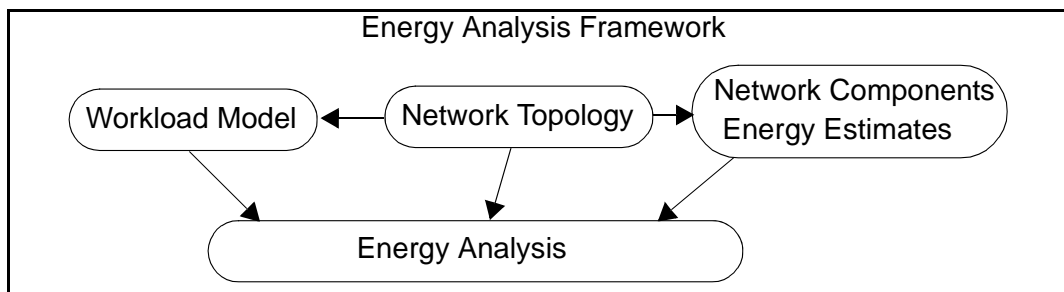 Energy Analysis Framework
Workload Model
Network Topology
Network Components
Energy Estimates
Energy Analysis